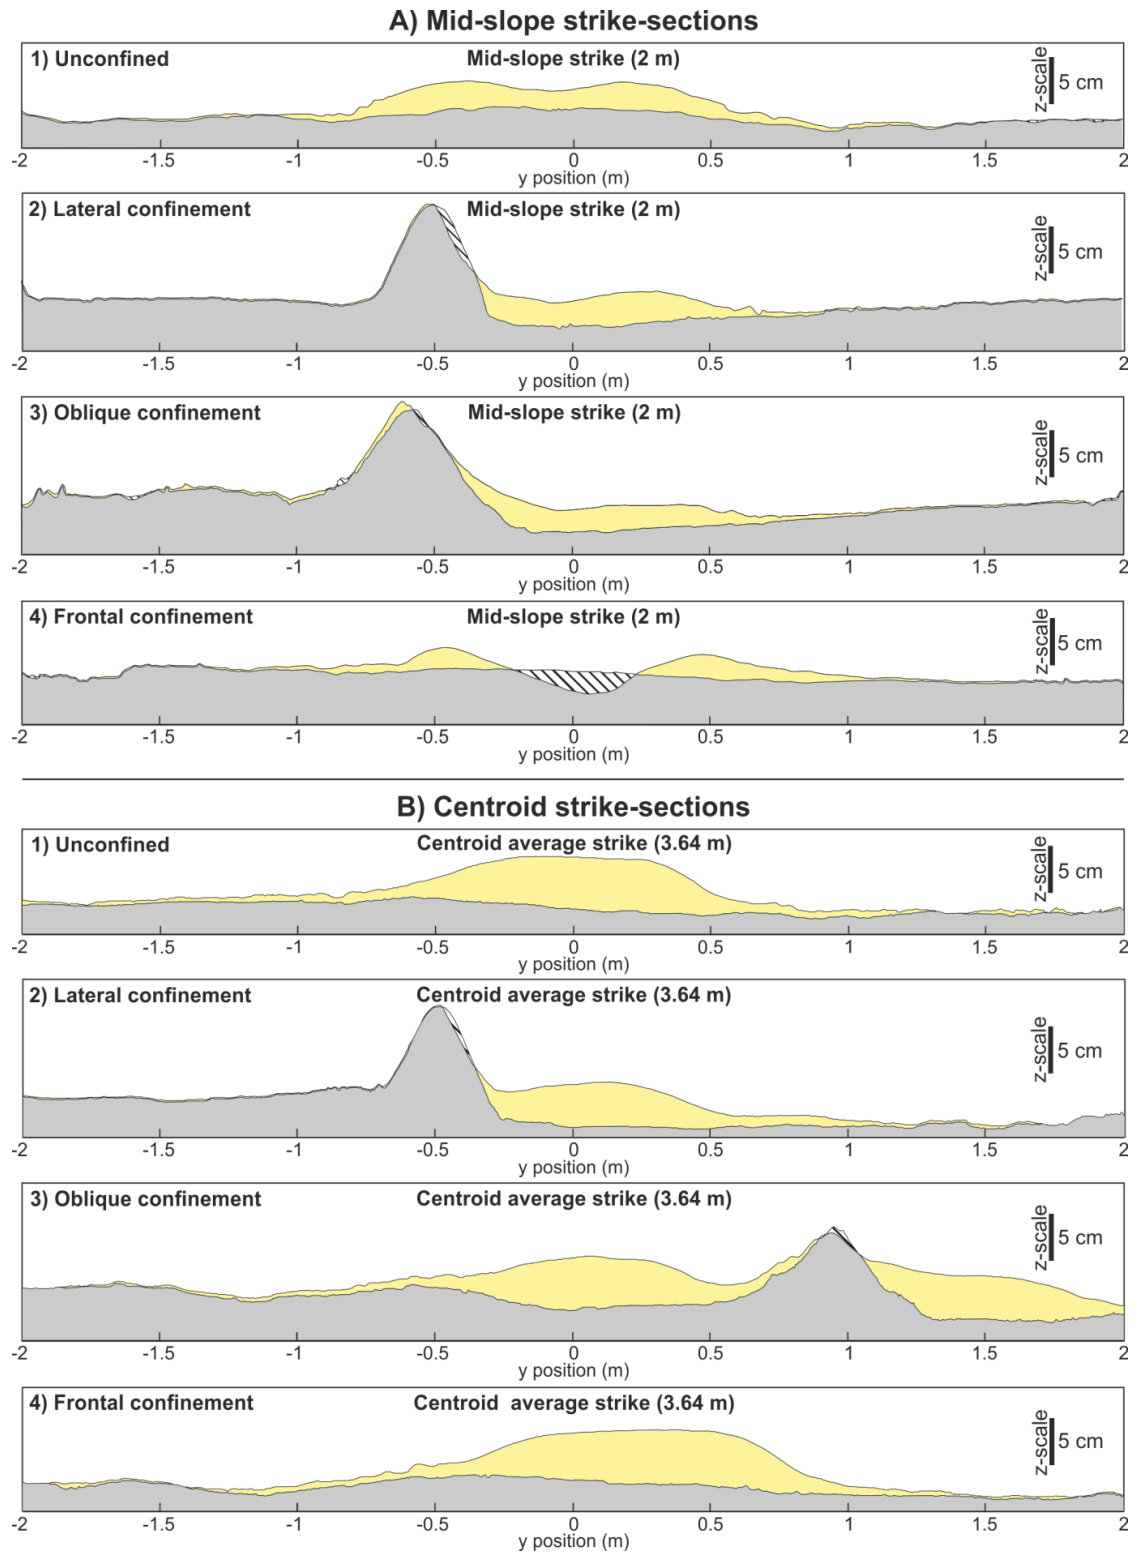 A) Mid-slope strike-sections
1) Unconfined
Mid-slope strike (2 m)
z-scale
5 cm
-2 -1.5 -1 -0.5 0 0.5 1 1.5 2
y position (m)
2) Lateral confinement
Mid-slope strike (2 m)
z-scale
5 cm
-2 -1.5 -1 -0.5 0 0.5 1 1.5 2
y position (m)
3) Oblique confinement
Mid-slope strike (2 m)
z-scale
5 cm
-2 -1.5 -1 -0.5 0 0.5 1 1.5 2
y position (m)
4) Frontal confinement
Mid-slope strike (2 m)
z-scale
5 cm
-2 -1.5 -1 -0.5 0 0.5 1 1.5 2
y position (m)
B) Centroid strike-sections
1) Unconfined
Centroid average strike (3.64 m)
z-scale
5 cm
-2 -1.5 -1 -0.5 0 0.5 1 1.5 2
y position (m)
2) Lateral confinement
Centroid average strike (3.64 m)
z-scale
5 cm
-2 -1.5 -1 -0.5 0 0.5 1 1.5 2
y position (m)
3) Oblique confinement
Centroid average strike (3.64 m)
z-scale
5 cm
-2 -1.5 -1 -0.5 0 0.5 1 1.5 2
y position (m)
4) Frontal confinement
Centroid average strike (3.64 m)
z-scale
5 cm
-2 -1.5 -1 -0.5 0 0.5 1 1.5 2
y position (m)